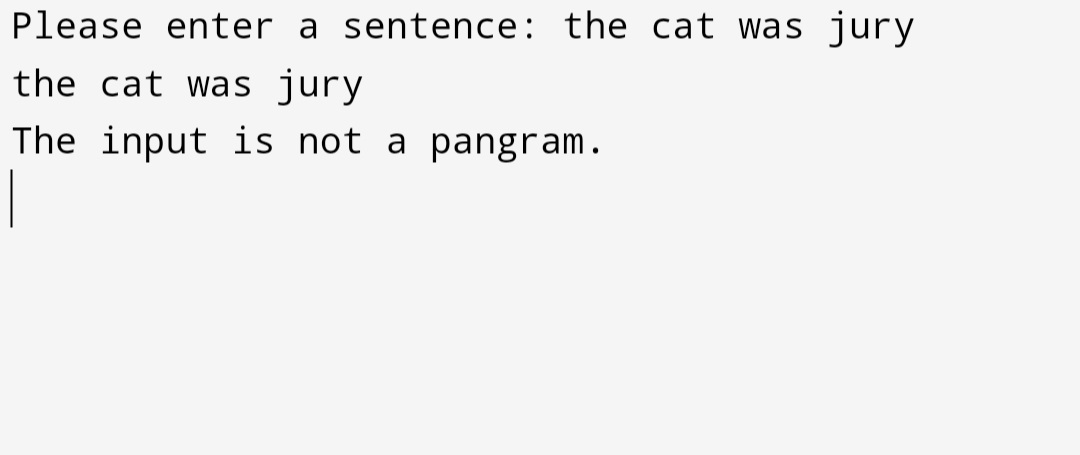 Please enter a sentence: the cat was jury
the cat was jury
The input is not a pangram.